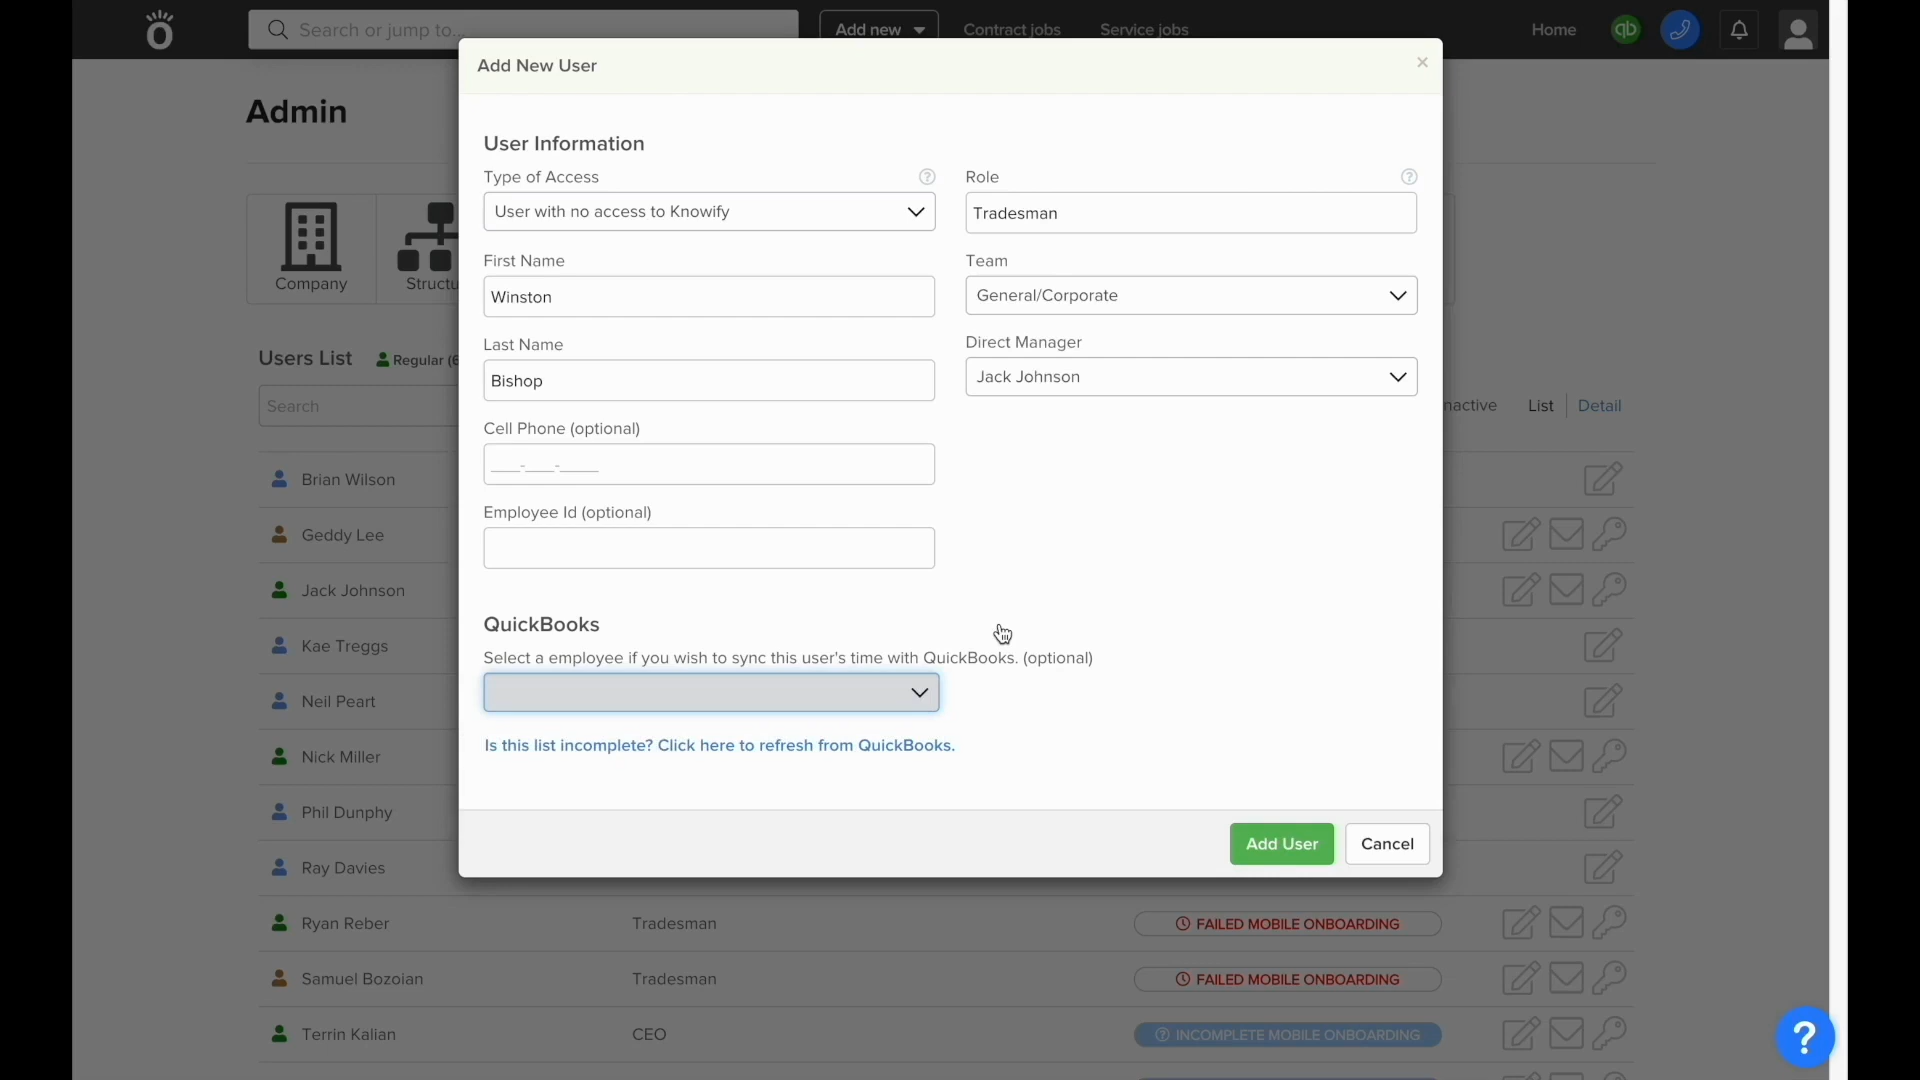 Search or jump to...
Add new
Contract jobs
Service jobs
Home
qb
Add New User
×
Admin
User Information
Type of Access
?
Role
?
User with no access to Knowify
Tradesman
Company
First Name
Team
Winston
General/Corporate
Last Name
Direct Manager
Users List
Regular
Bishop
Jack Johnson
Search
List
Detail
Cell Phone (optional)
___-___-____
Brian Wilson
Employee Id (optional)
Geddy Lee
Jack Johnson
QuickBooks
Kae Treggs
Select a employee if you wish to sync this user's time with QuickBooks. (optional)
Neil Peart
Is this list incomplete? Click here to refresh from QuickBooks.
Nick Miller
Phil Dunphy
Add User
Cancel
Ray Davies
Ryan Reber
Tradesman
FAILED MOBILE ONBOARDING
Samuel Bozoian
Tradesman
FAILED MOBILE ONBOARDING
Terrin Kalian
CEO
? INCOMPLETE MOBILE ONBOARDING
?